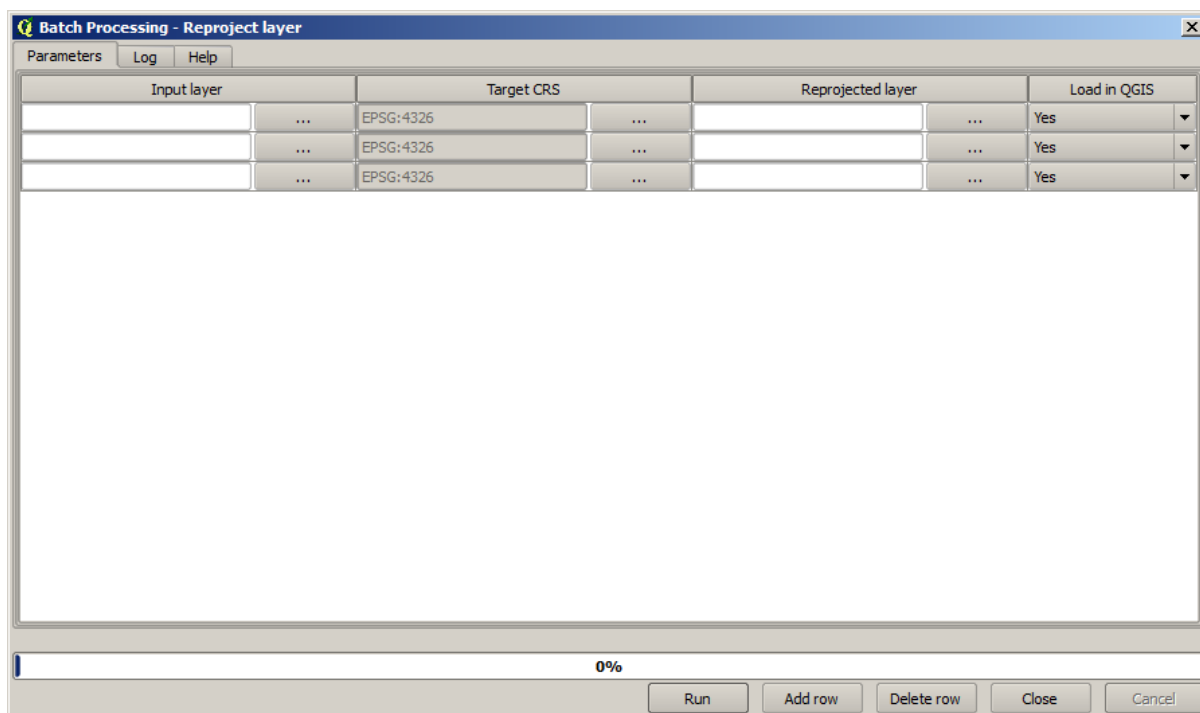 Batch Processing - Reproject layer
Parameters Log Help
Input layer Target CRS Reprojected layer Load in QGIS
... EPSG:4326 ... ... Yes
... EPSG:4326 ... ... Yes
... EPSG:4326 ... ... Yes
0%
Run Add row Delete row Close Cancel